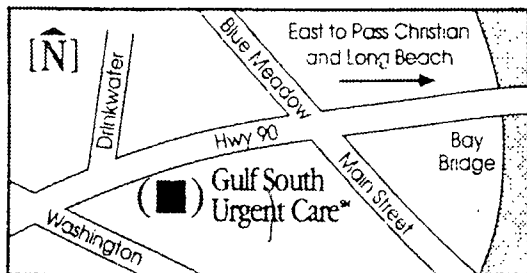 [N]
East to Pass Christian
and Long Beach
Blue Meadow
Drinkwater
Hwy 90
Bay
Bridge
Main Street
Gulf South
Urgent Care℠
Washington